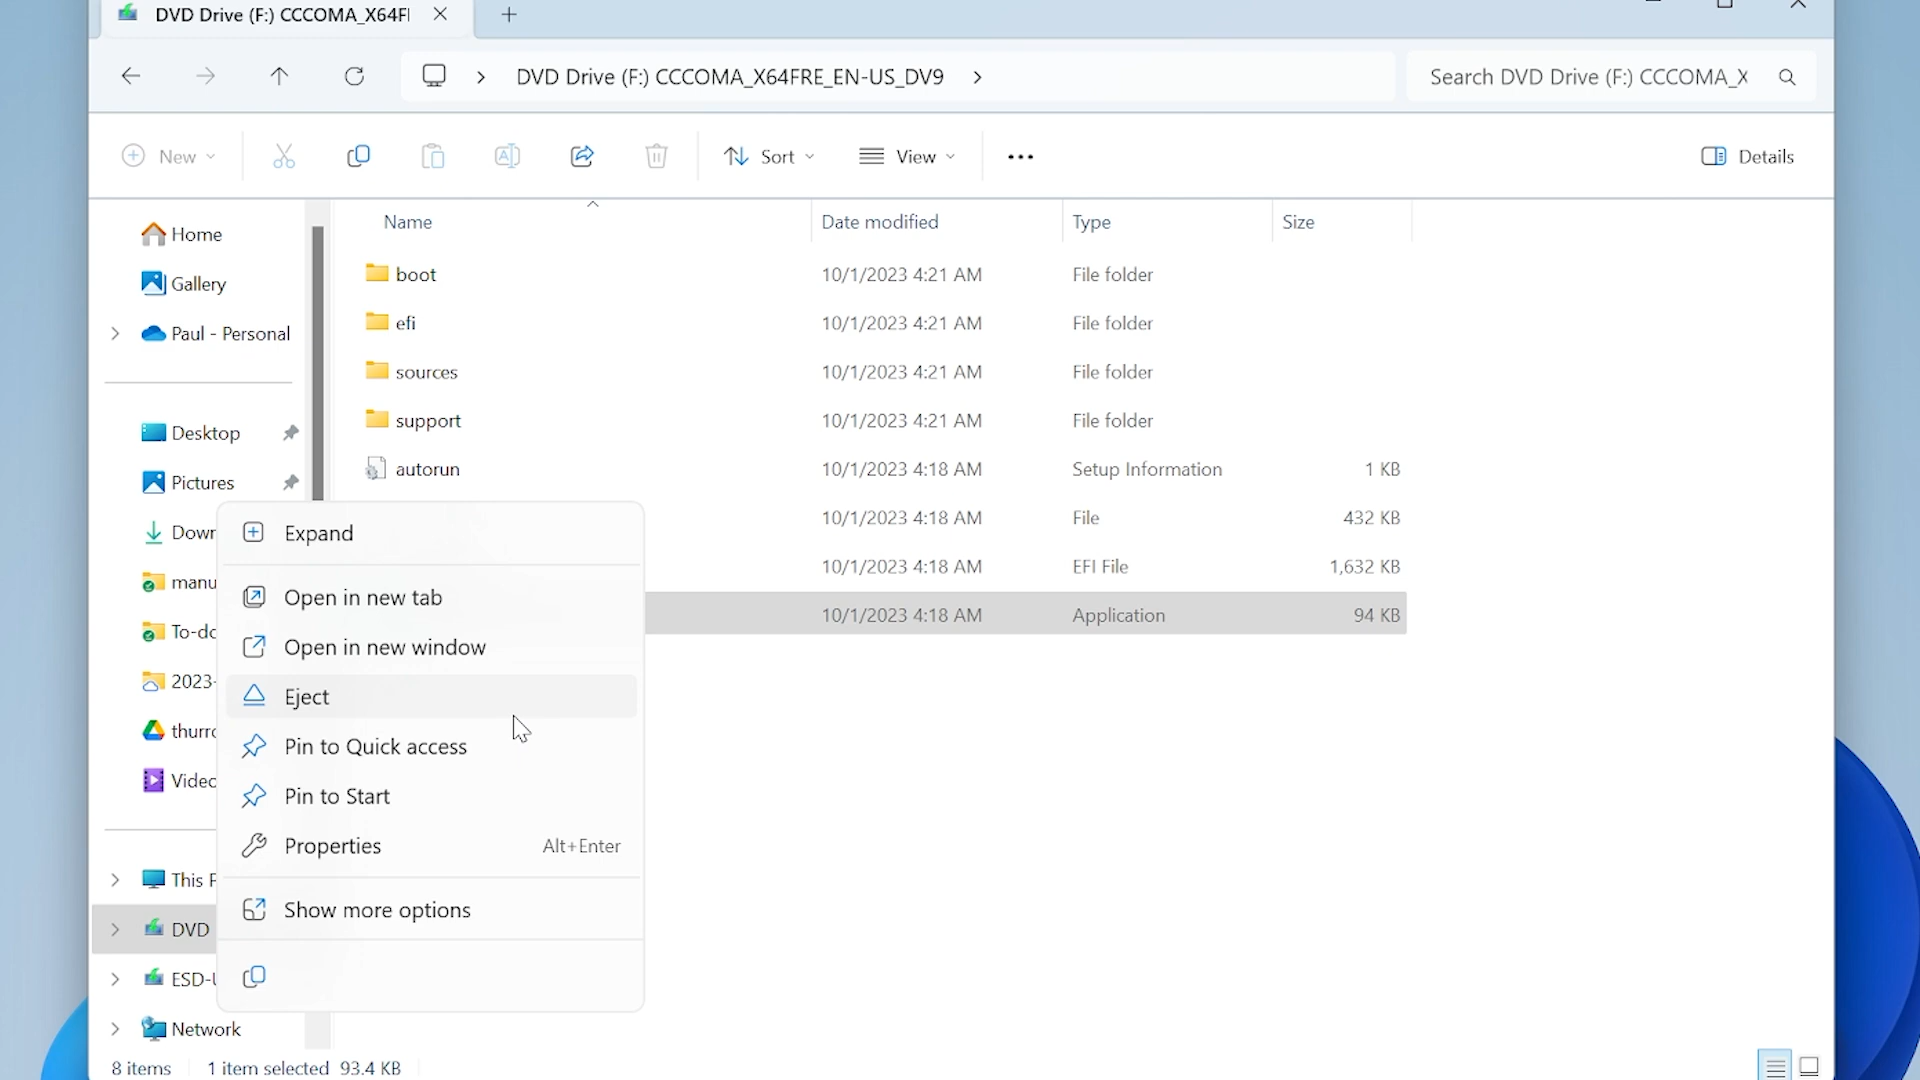 DVD Drive (F:) CCCOMA_X64FI
DVD Drive (F:) CCCOMA_X64FRE_EN-US_DV9
Search DVD Drive (F:) CCCOMA_X
New
Sort
View
Details
Name Date modified Type Size
Home
Gallery
Paul - Personal
Desktop
Pictures
Down
manu
To-do
2023-
thurro
Video
This P
DVD
ESD-U
Network
boot 10/1/2023 4:21 AM File folder
efi 10/1/2023 4:21 AM File folder
sources 10/1/2023 4:21 AM File folder
support 10/1/2023 4:21 AM File folder
autorun 10/1/2023 4:18 AM Setup Information 1 KB
10/1/2023 4:18 AM File 432 KB
10/1/2023 4:18 AM EFI File 1,632 KB
10/1/2023 4:18 AM Application 94 KB
Expand
Open in new tab
Open in new window
Eject
Pin to Quick access
Pin to Start
Properties Alt+Enter
Show more options
8 items 1 item selected 93.4 KB